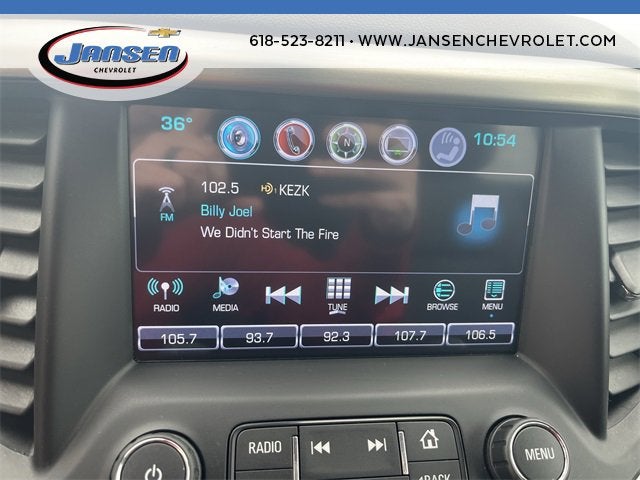 JANSEN
CHEVROLET
618-523-8211 • WWW.JANSENCHEVROLET.COM
36°
N
10:54
102.5 HD1 KEZK
FM
Billy Joel
We Didn't Start The Fire
RADIO MEDIA TUNE BROWSE MENU
105.7 93.7 92.3 107.7 106.5
RADIO
MENU
BACK